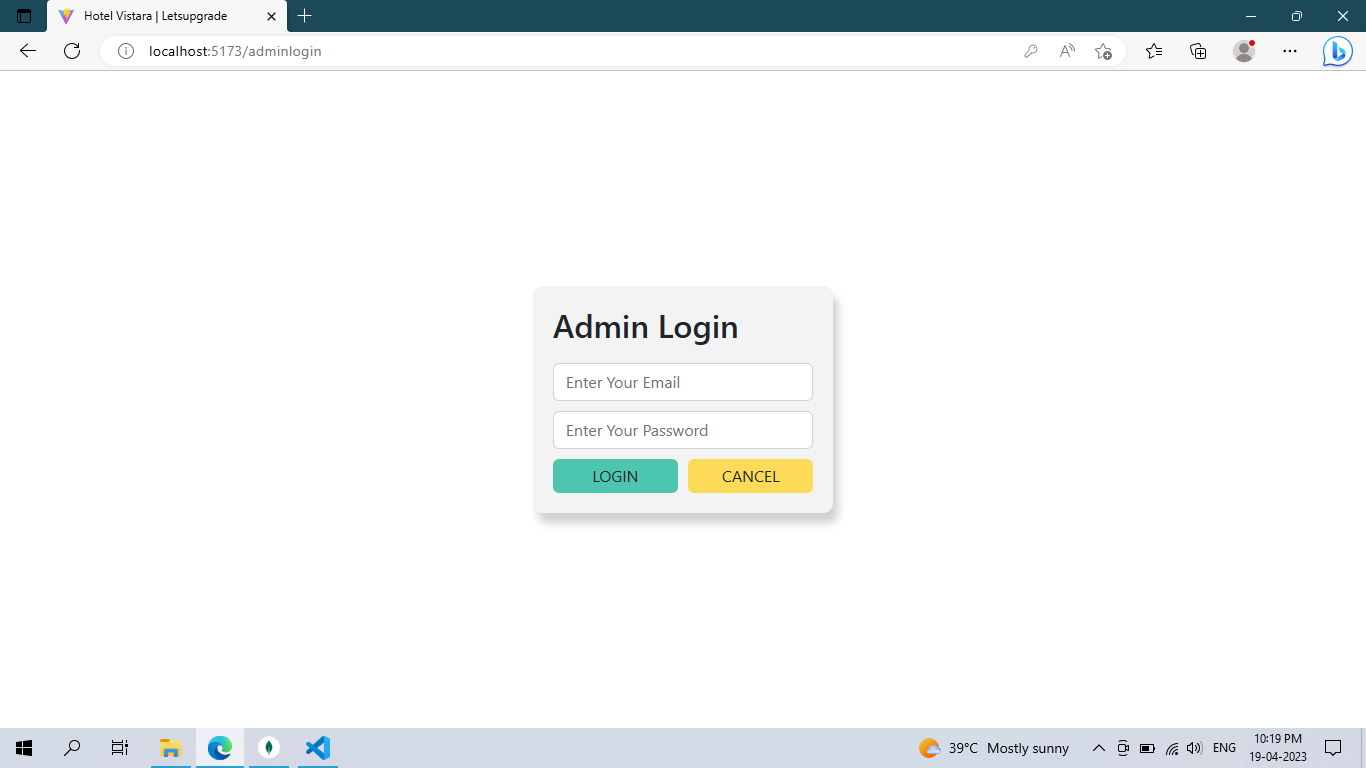 Hotel Vistara | Letsupgrade
localhost:5173/adminlogin
Admin Login
Enter Your Email
Enter Your Password
LOGIN CANCEL
39°C Mostly sunny
ENG
10:19 PM
19-04-2023